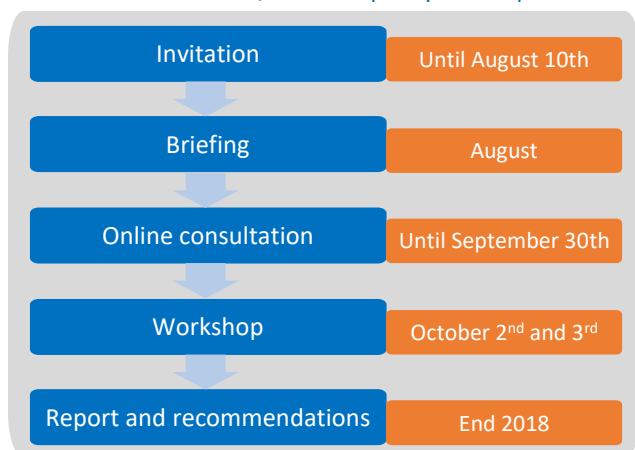 Invitation
Until August 10th
Briefing
August
Online consultation
Until September 30th
Workshop
October 2nd and 3rd
Report and recommendations
End 2018